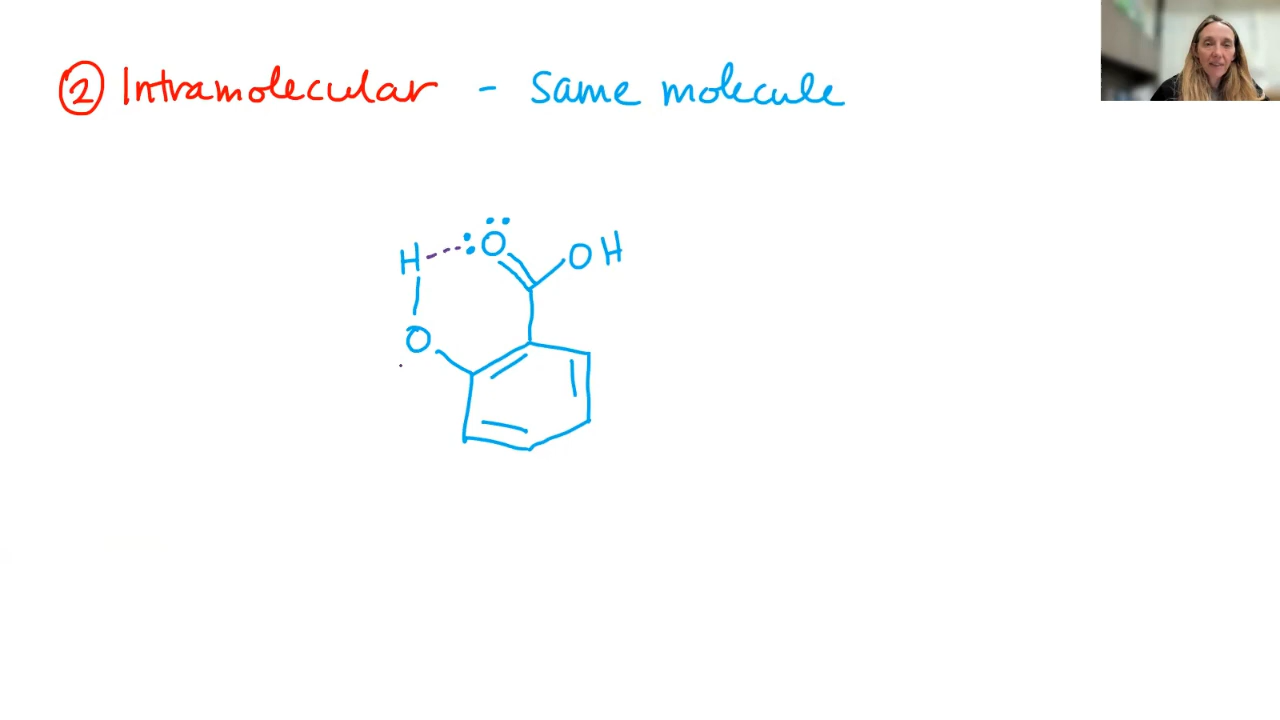 ② Intramolecular - same molecule
H O OH
O